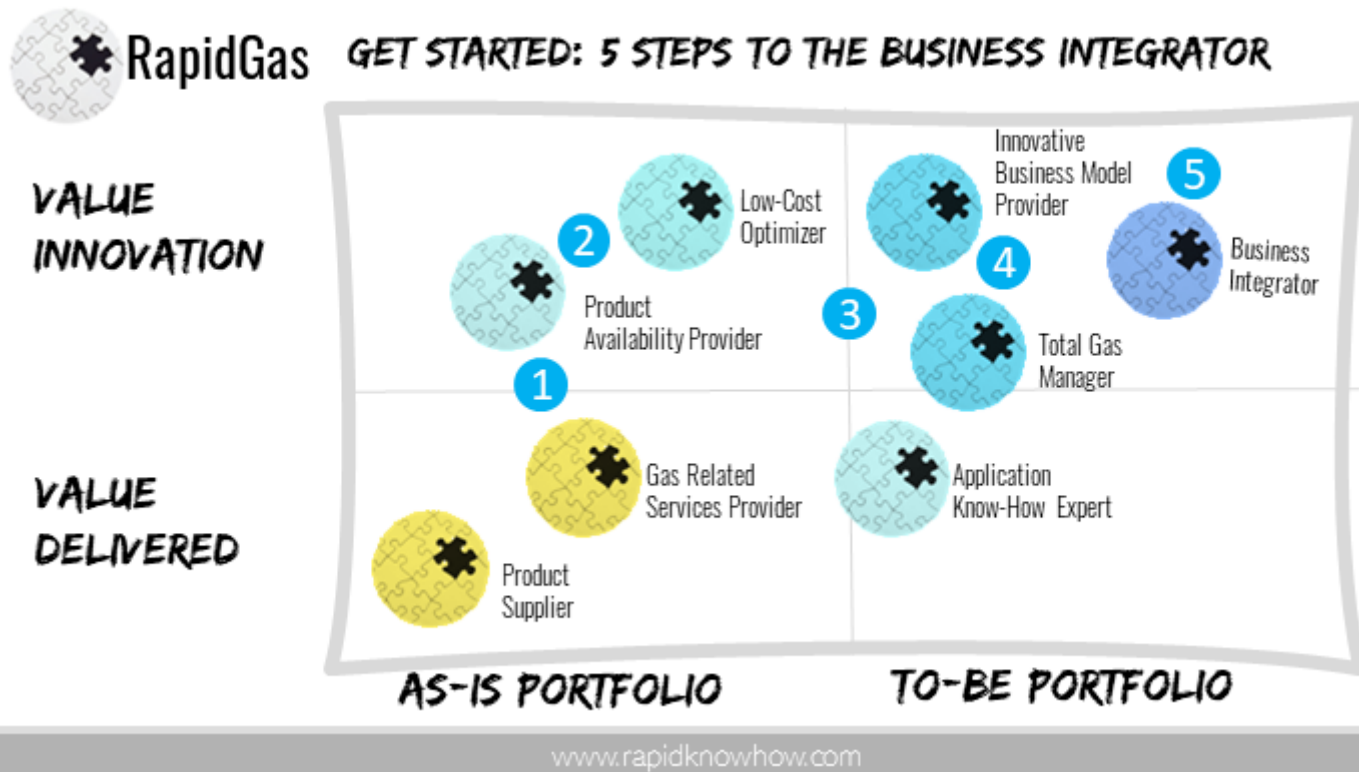 RapidGas
GET STARTED: 5 STEPS TO THE BUSINESS INTEGRATOR
VALUE
INNOVATION
Low-Cost
Optimizer
2
Product
Availability Provider
1
Innovative
Business Model
Provider
5
Business
Integrator
4
3
Total Gas
Manager
VALUE
DELIVERED
Gas Related
Services Provider
Product
Supplier
Application
Know-How Expert
AS-IS PORTFOLIO
TO-BE PORTFOLIO
www.rapidknowhow.com